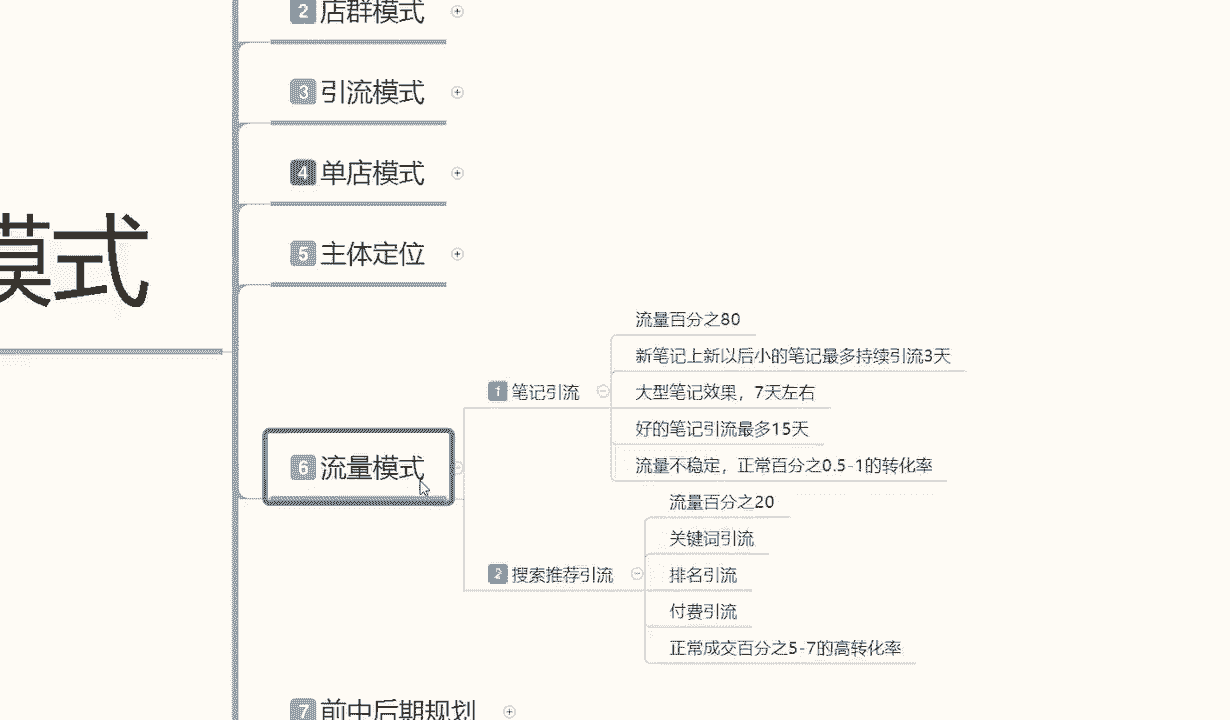 2 店群模式
3 引流模式
4 单店模式
模式
5 主体定位
6 流量模式
1 笔记引流
流量百分之80
新笔记上新以后小的笔记最多持续引流3天
大型笔记效果，7天左右
好的笔记引流最多15天
流量不稳定，正常百分之0.5-1的转化率
2 搜索推荐引流
流量百分之20
关键词引流
排名引流
付费引流
正常成交百分之5-7的高转化率
7 前中后期规划